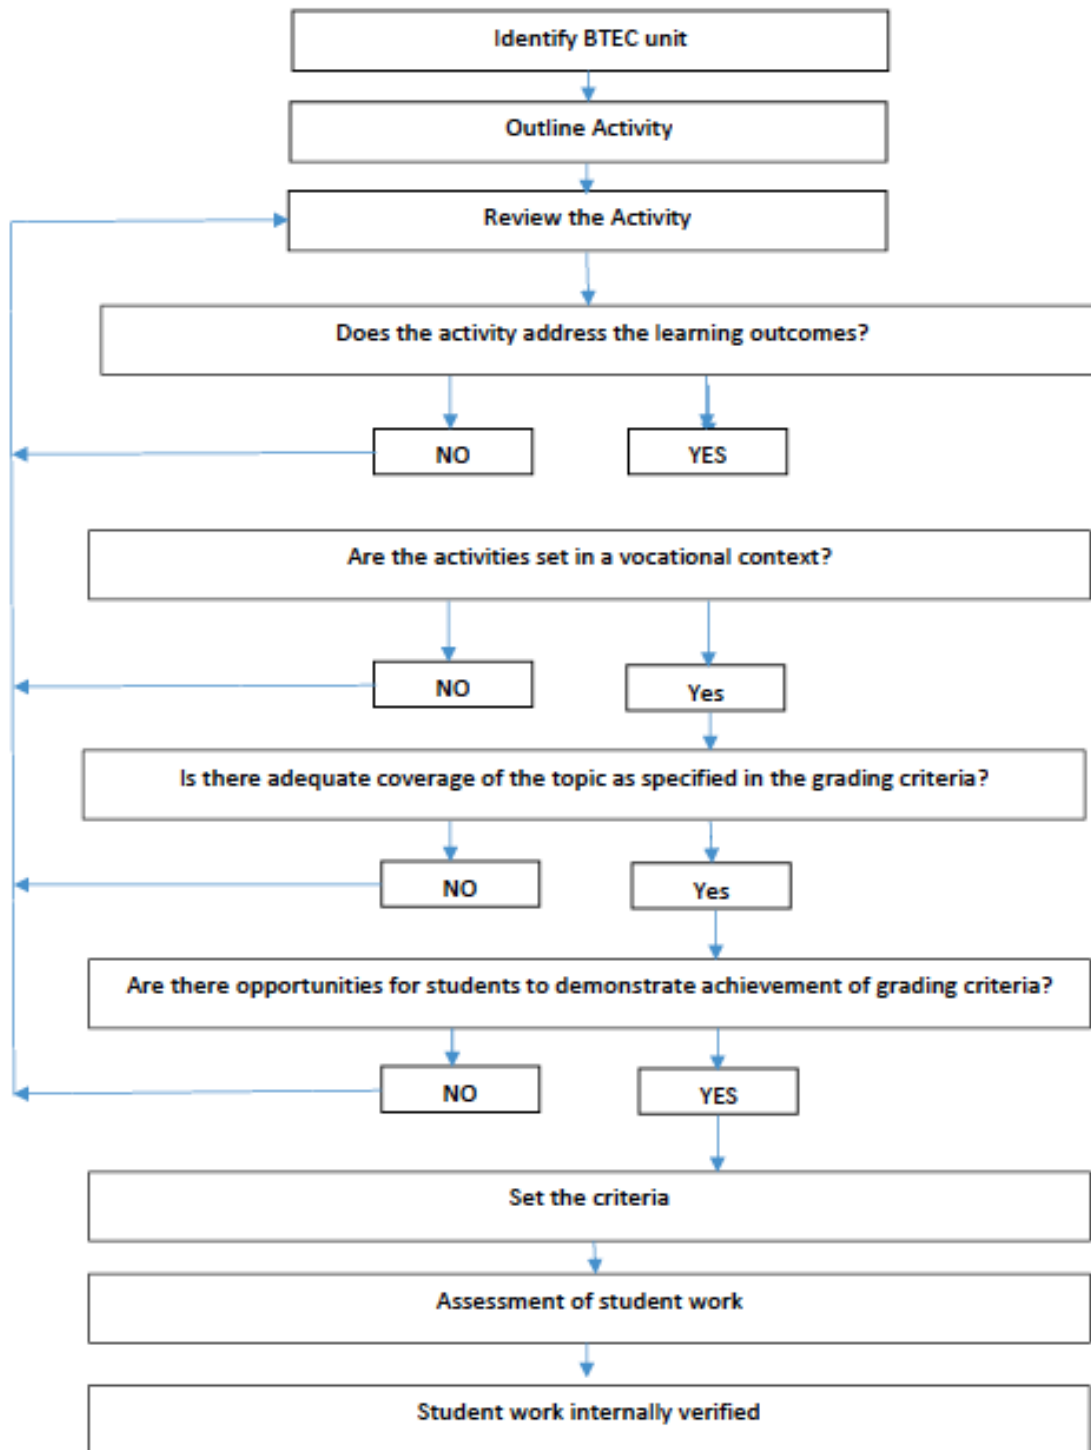 Identify BTEC unit
Outline Activity
Review the Activity
Does the activity address the learning outcomes?
NO
YES
Are the activities set in a vocational context?
NO
Yes
Is there adequate coverage of the topic as specified in the grading criteria?
NO
Yes
Are there opportunities for students to demonstrate achievement of grading criteria?
NO
YES
Set the criteria
Assessment of student work
Student work internally verified